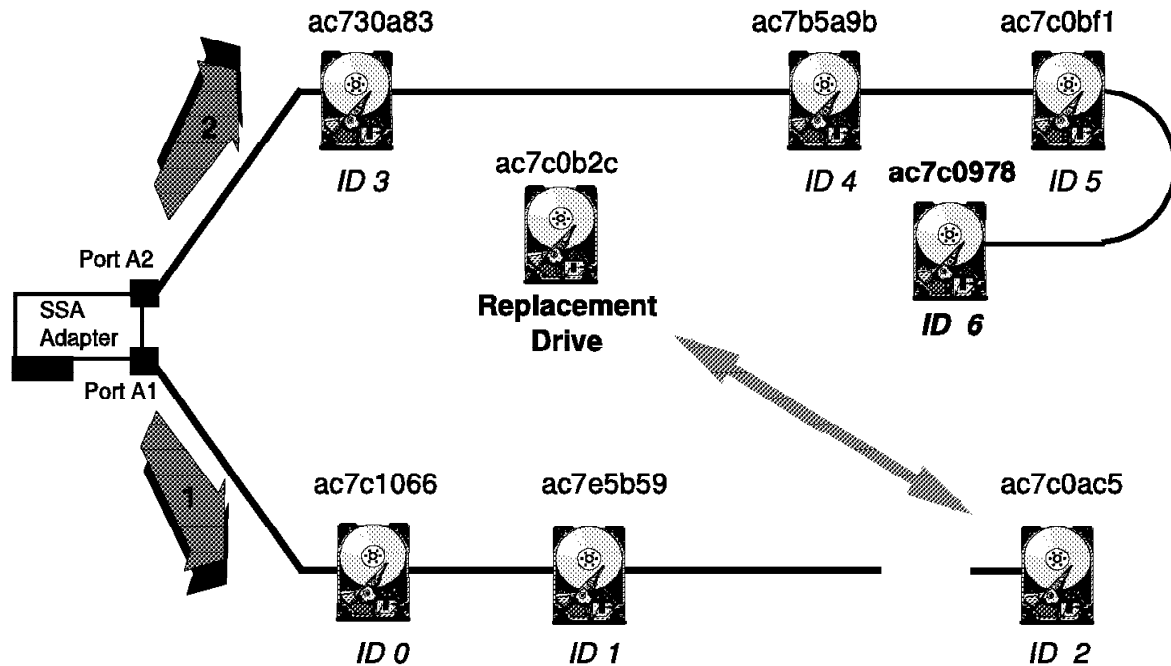 ac730a83
ac7b5a9b
ac7c0bf1
2
ID 3
ac7c0b2c
ID 4
ac7c0978
ID 5
Port A2
SSA
Adapter
Replacement
Drive
ID 6
Port A1
1
ac7c1066
ac7e5b59
ac7c0ac5
ID 0
ID 1
ID 2